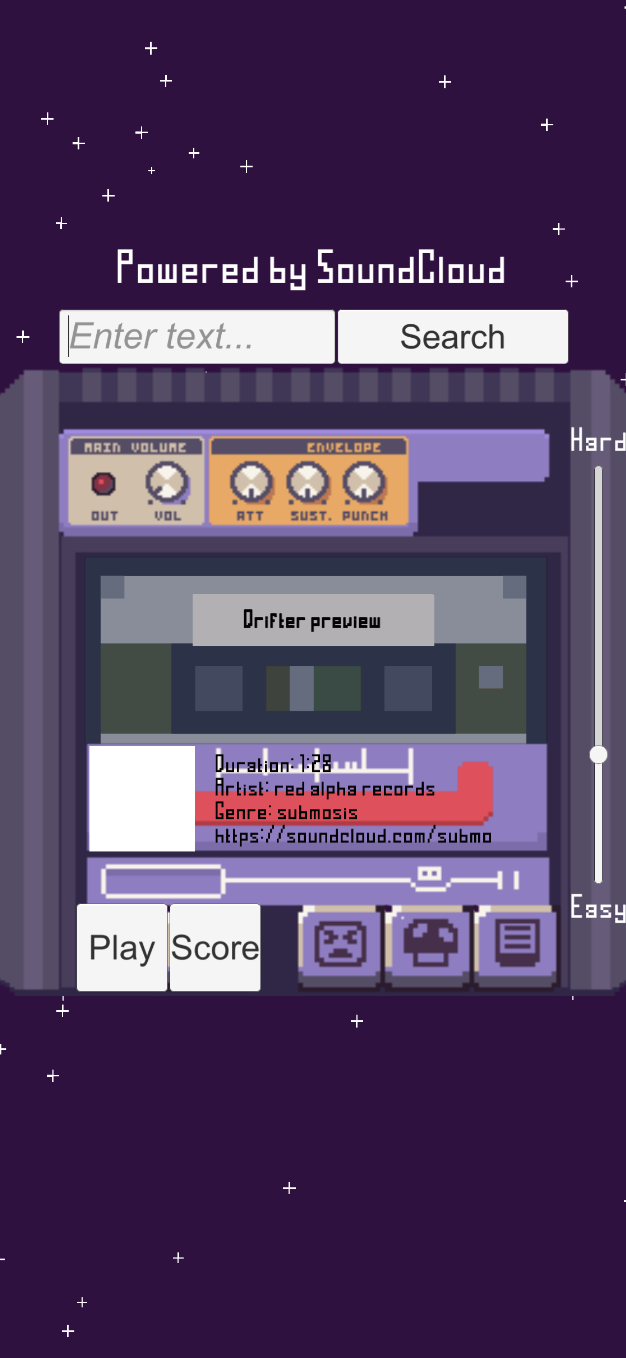 Powered by SoundCloud
Enter text...
Search
Hard
MAIN VOLUME
ENVELOPE
OUT
VOL
ATT
SUST.
PUNCH
Drifter preview
Duration: 1:28
Artist: red alpha records
Genre: submosis
https://soundcloud.com/submo
Easy
Play
Score